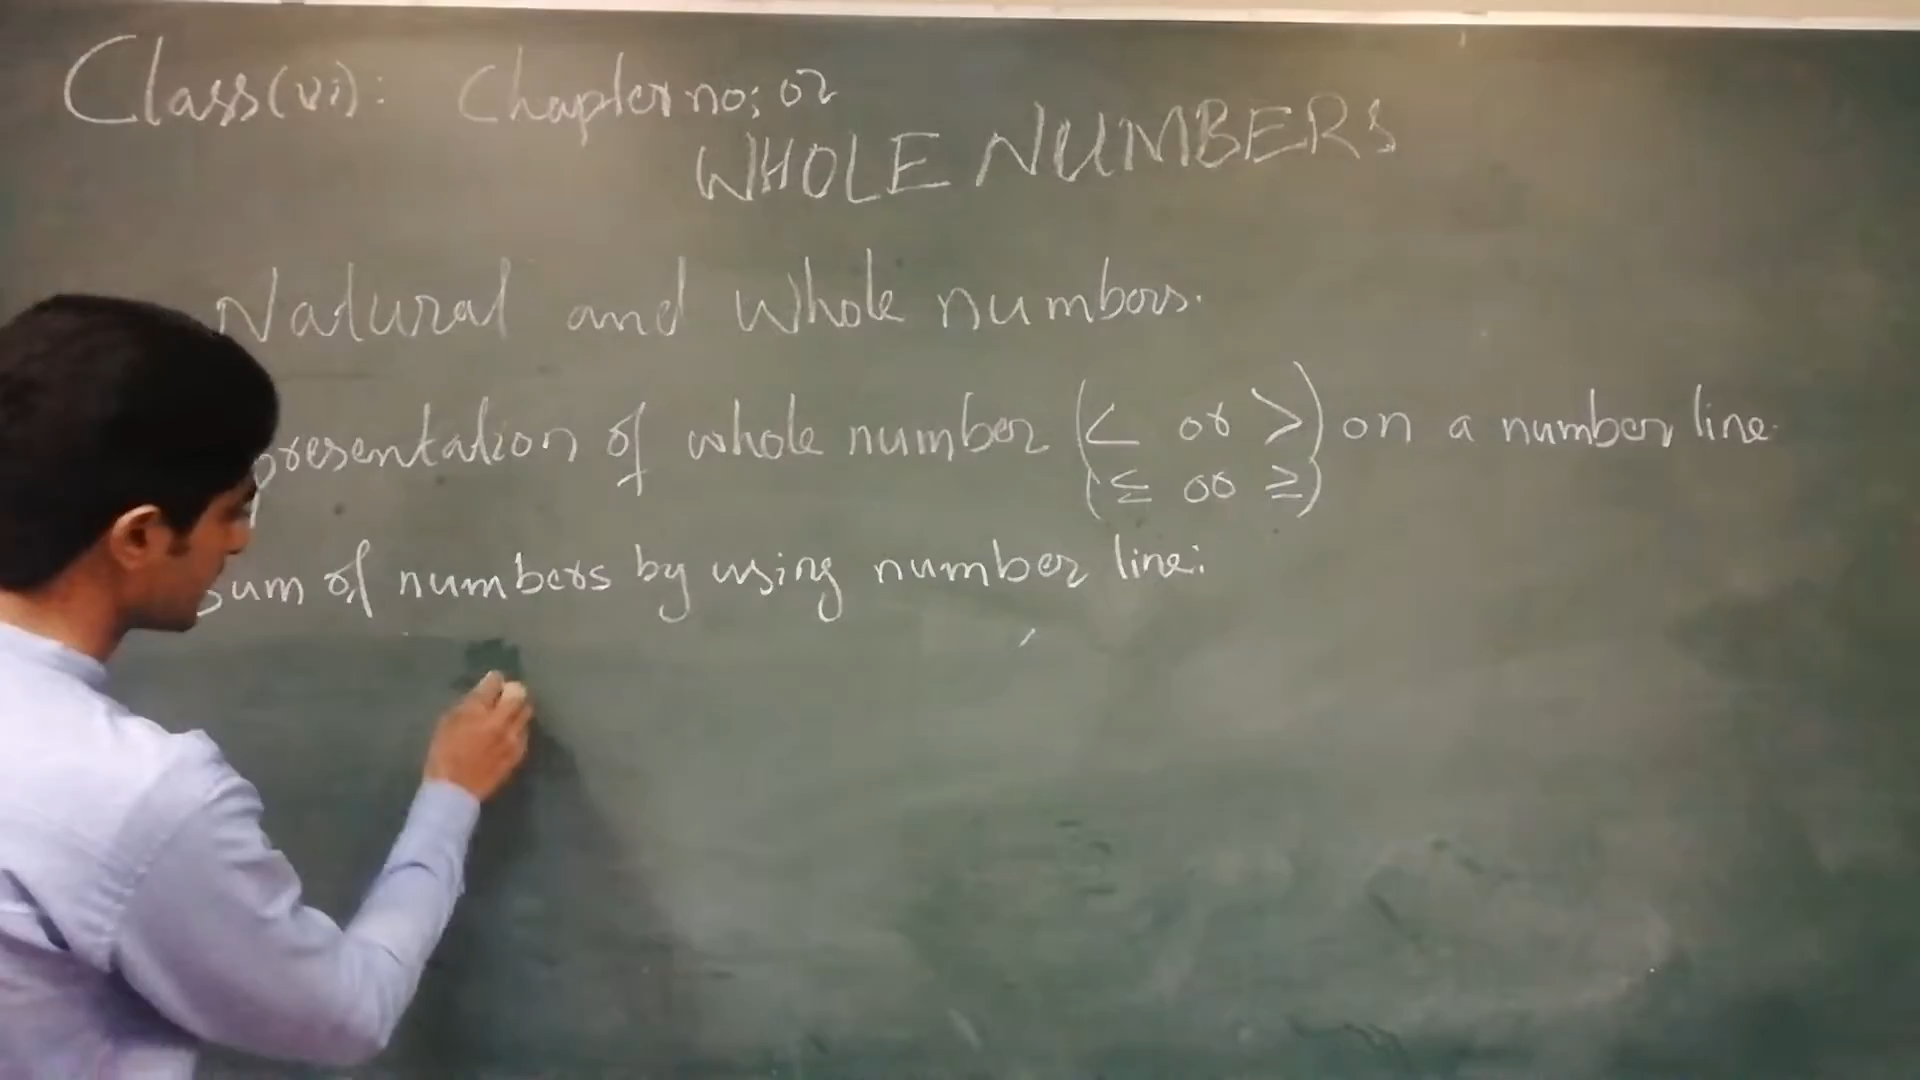 Class(vi): Chapter no; 02
WHOLE NUMBERS
Natural and Whole numbers.
presentation of whole number (< or >) on a number line.
(≤ or ≥)
Sum of numbers by using number line: